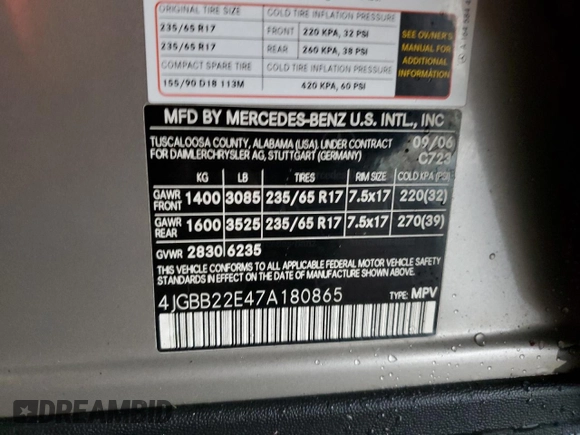 ORIGINAL TIRE SIZE COLD TIRE INFLATION PRESSURE
235/65 R17 FRONT 220 KPA, 32 PSI
235/65 R17 REAR 260 KPA, 38 PSI
COMPACT SPARE TIRE COLD TIRE INFLATION PRESSURE
155/90 D18 113M 420 KPA, 60 PSI
SEE OWNER'S
MANUAL FOR
ADDITIONAL
INFORMATION
MFD BY MERCEDES-BENZ U.S. INTL., INC
TUSCALOOSA COUNTY, ALABAMA (USA), UNDER CONTRACT 09/06
FOR DAIMLERCHRYSLER AG, STUTTGART (GERMANY) C723
KG LB TIRES RIM SIZE COLD KPA (PSI)
GAWR FRONT 1400 3085 235/65 R17 7.5x17 220(32)
GAWR REAR 1600 3525 235/65 R17 7.5x17 270(39)
GVWR 2830 6235
THIS VEHICLE CONFORMS TO ALL APPLICABLE FEDERAL MOTOR VEHICLE SAFETY
STANDARDS IN EFFECT ON THE DATE OF MANUFACTURE SHOWN ABOVE.
4JGBB22E47A180865 TYPE: MPV
DREAMBID